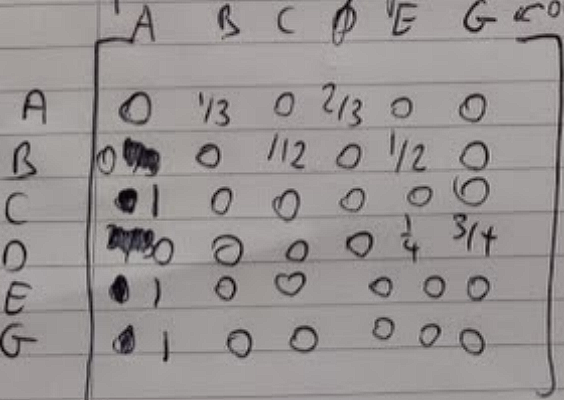 A B C D E G
A 0 1/3 0 2/3 0 0
B 0 0 1/2 0 1/2 0
C 1 0 0 0 0 0
D 0 0 0 0 1/4 3/4
E 1 0 0 0 0 0
G 1 0 0 0 0 0